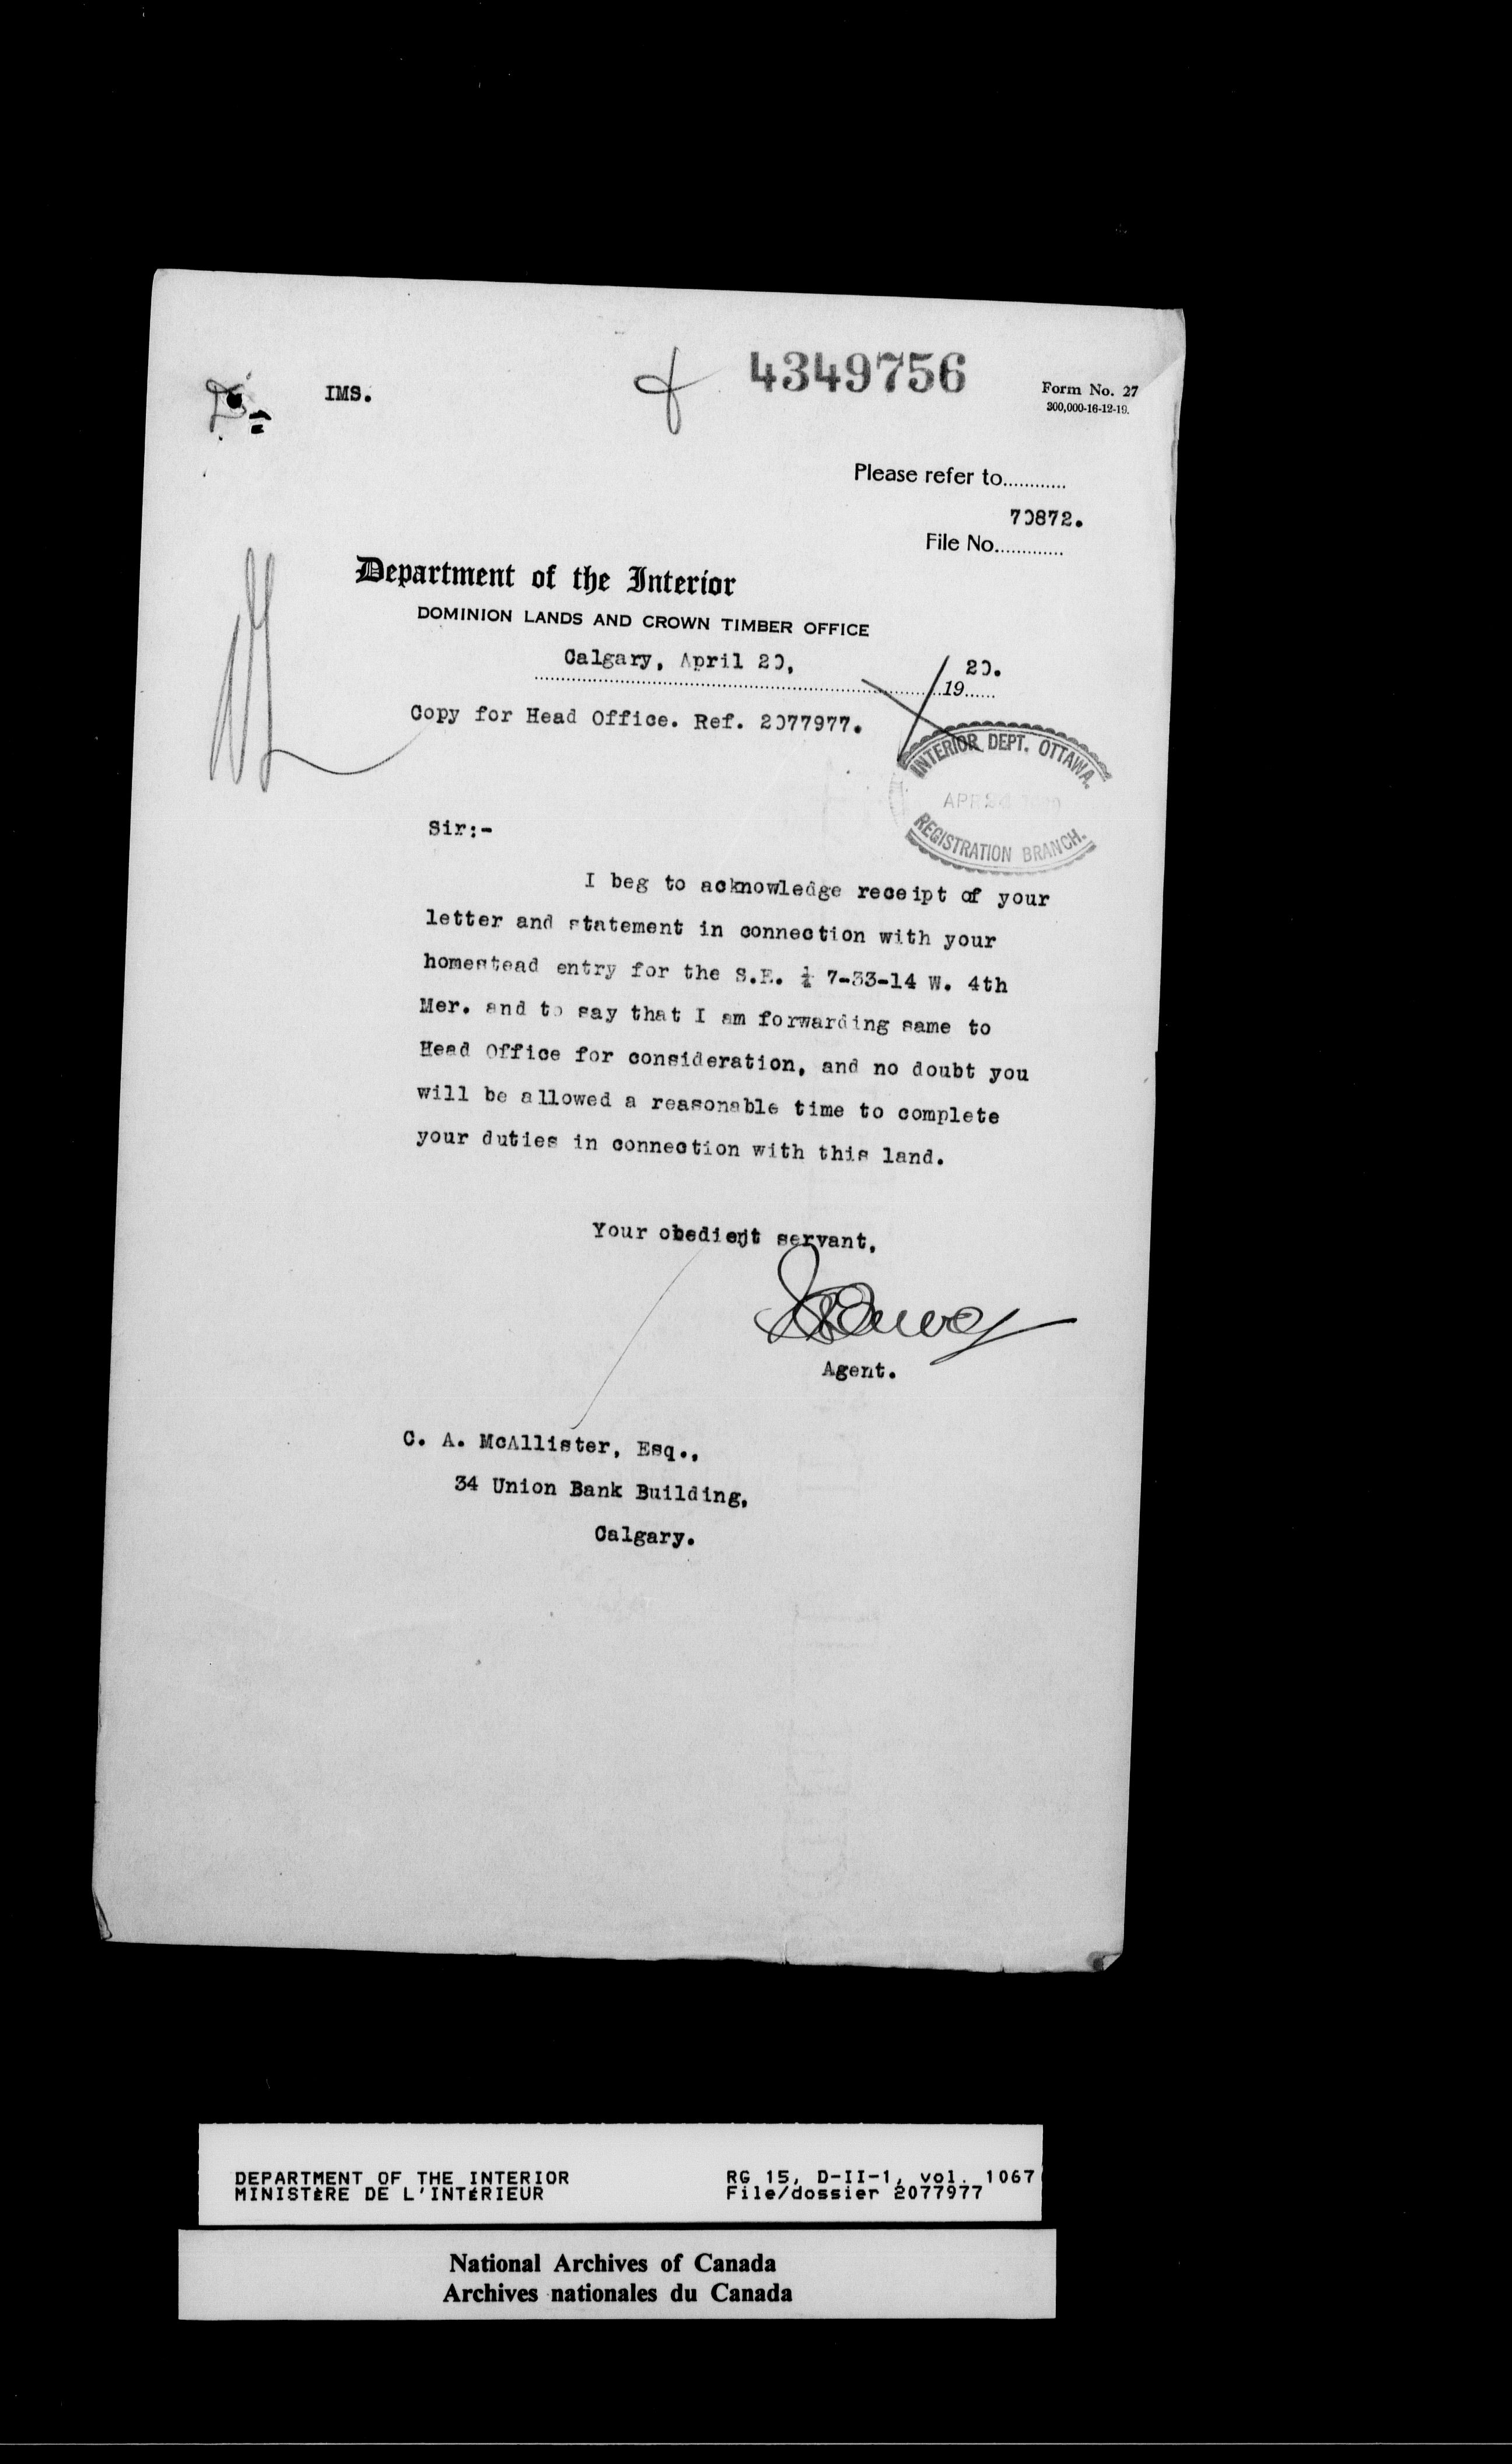 IMS.
4349756
Form No. 27
300,000-16-12-19.
Please refer to............
70872.
File No.............
Department of the Interior
DOMINION LANDS AND CROWN TIMBER OFFICE
Calgary, April 20, 1920.
Copy for Head Office. Ref. 2077977.
INTERIOR DEPT. OTTAWA.
APR 24 1920
REGISTRATION BRANCH.
Sir:-
I beg to acknowledge receipt of your
letter and statement in connection with your
homestead entry for the S.E. ¼ 7-33-14 W. 4th
Mer. and to say that I am forwarding same to
Head Office for consideration, and no doubt you
will be allowed a reasonable time to complete
your duties in connection with this land.
Your obedient servant,
Agent.
C. A. McAllister, Esq.,
34 Union Bank Building,
Calgary.
DEPARTMENT OF THE INTERIOR RG 15, D-II-1, vol. 1067
MINISTÈRE DE L'INTÉRIEUR File/dossier 2077977
National Archives of Canada
Archives nationales du Canada